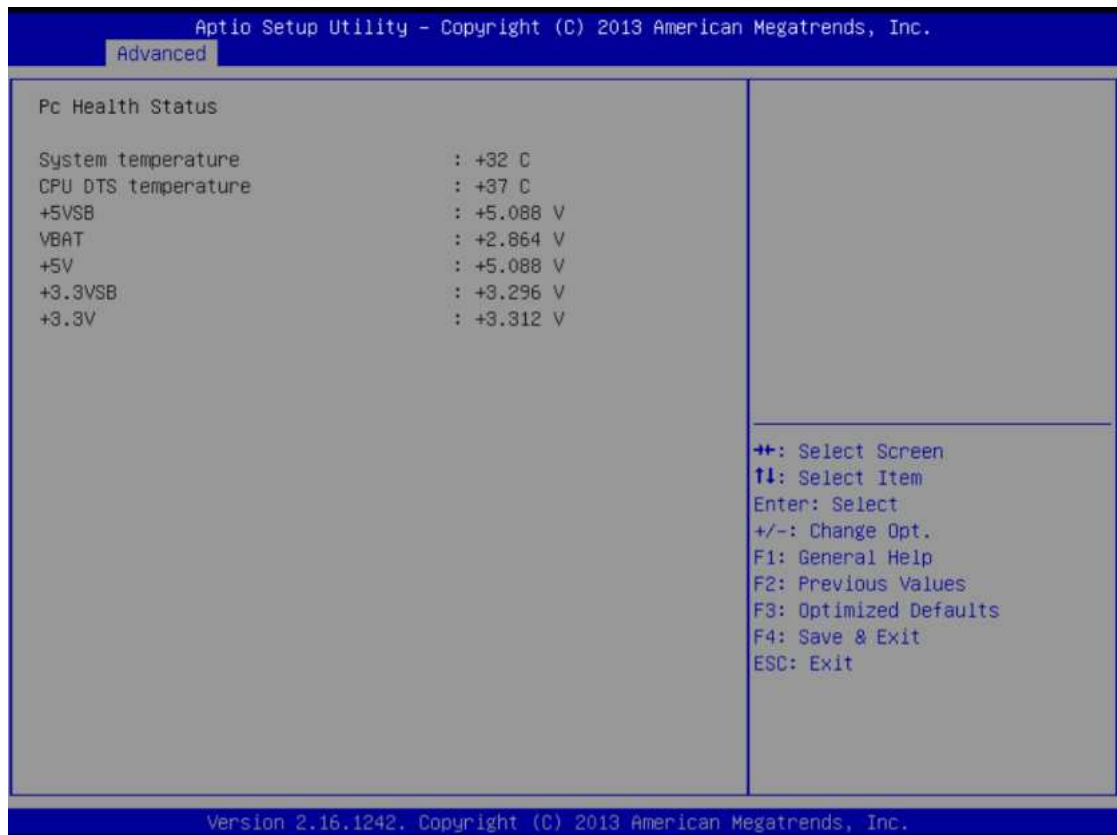 Aptio Setup Utility – Copyright (C) 2013 American Megatrends, Inc.
Advanced
Pc Health Status
System temperature : +32 C
CPU DTS temperature : +37 C
+5VSB : +5.088 V
VBAT : +2.864 V
+5V : +5.088 V
+3.3VSB : +3.296 V
+3.3V : +3.312 V
→←: Select Screen
↑↓: Select Item
Enter: Select
+/-: Change Opt.
F1: General Help
F2: Previous Values
F3: Optimized Defaults
F4: Save & Exit
ESC: Exit
Version 2.16.1242. Copyright (C) 2013 American Megatrends, Inc.